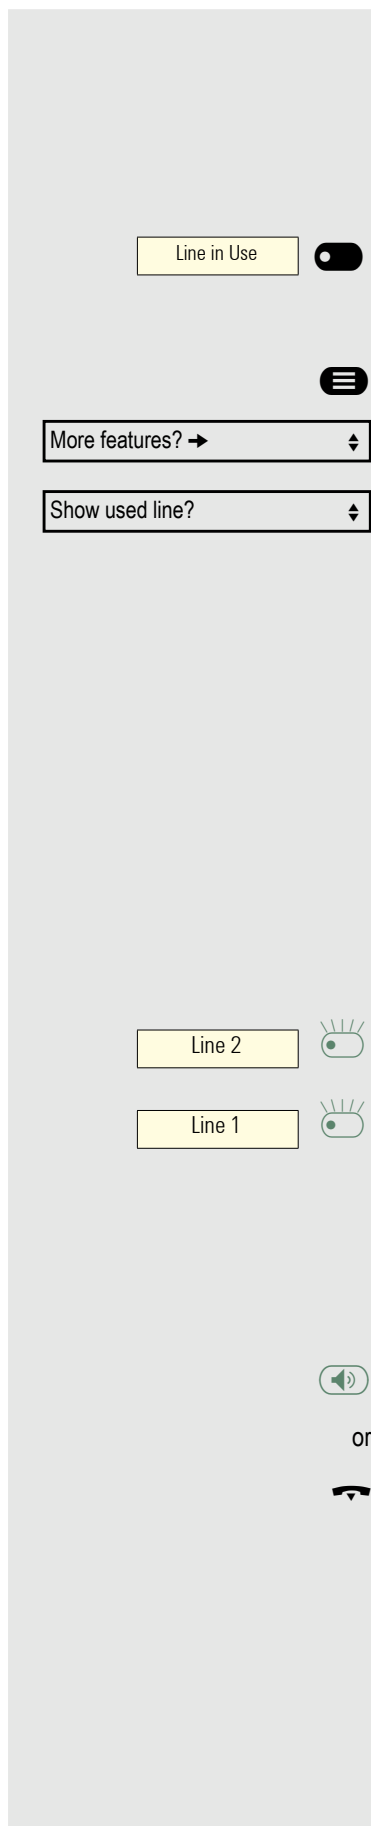 Line in Use
More features? →
Show used line?
Line 2
Line 1
or